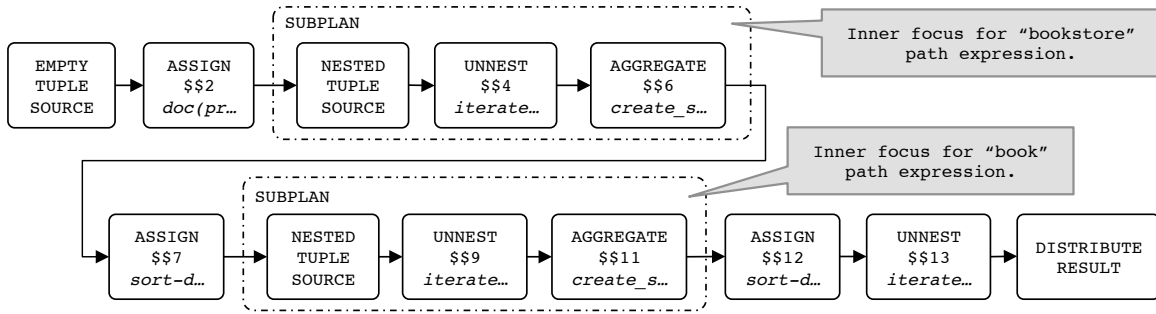 SUBPLAN
Inner focus for “bookstore”
path expression.
EMPTY
TUPLE
SOURCE
ASSIGN
$$2
doc(pr…
NESTED
TUPLE
SOURCE
UNNEST
$$4
iterate…
AGGREGATE
$$6
create_s…
Inner focus for “book”
path expression.
SUBPLAN
ASSIGN
$$7
sort-d…
NESTED
TUPLE
SOURCE
UNNEST
$$9
iterate…
AGGREGATE
$$11
create_s…
ASSIGN
$$12
sort-d…
UNNEST
$$13
iterate…
DISTRIBUTE
RESULT